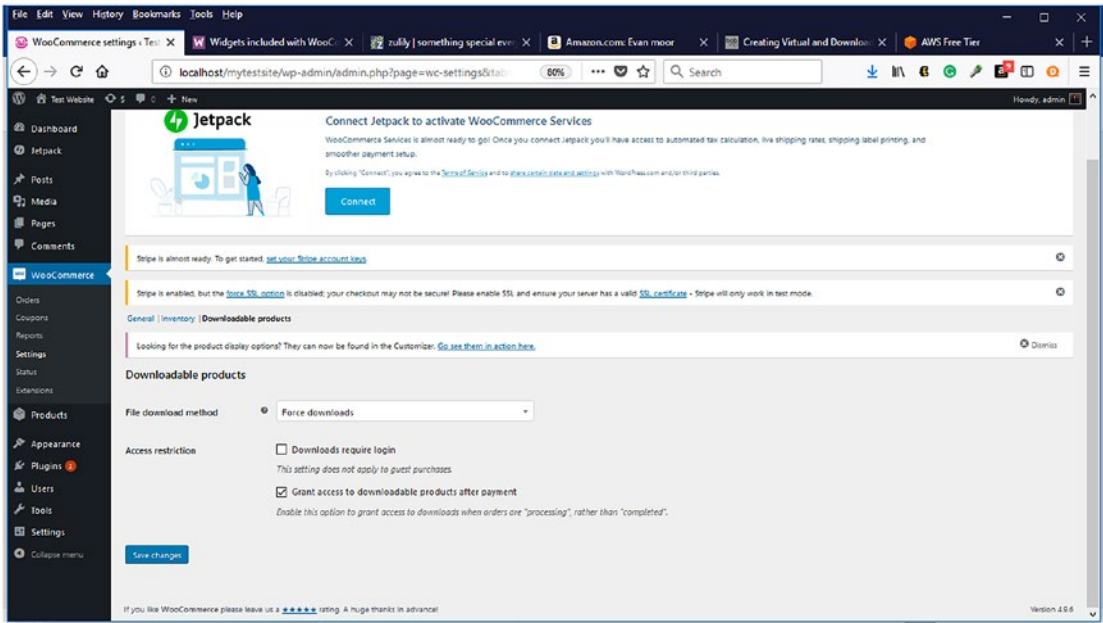 File Edit View History Bookmarks Tools Help
WooCommerce settings ‹ Test
Widgets included with WooCo
zulily | something special ever
Amazon.com: Evan moor
Creating Virtual and Downloa
AWS Free Tier
localhost/mytestsite/wp-admin/admin.php?page=wc-settings&tab
80%
Search
Test Website 5 0 + New
Howdy, admin
Dashboard
Jetpack
Posts
Media
Pages
Comments
WooCommerce
Orders
Coupons
Reports
Settings
Status
Extensions
Products
Appearance
Plugins 2
Users
Tools
Settings
Collapse menu
Jetpack
Connect Jetpack to activate WooCommerce Services
WooCommerce Services is almost ready to go! Once you connect Jetpack you'll have access to automated tax calculation, live shipping rates, shipping label printing, and
smoother payment setup.
By clicking "Connect", you agree to the Terms of Service and to share certain data and settings with WordPress.com and/or third parties.
Connect
Stripe is almost ready. To get started, set your Stripe account keys.
Stripe is enabled, but the force SSL option is disabled; your checkout may not be secure! Please enable SSL and ensure your server has a valid SSL certificate - Stripe will only work in test mode.
General | Inventory | Downloadable products
Looking for the product display options? They can now be found in the Customizer. Go see them in action here.
Dismiss
Downloadable products
File download method
Force downloads
Access restriction
Downloads require login
This setting does not apply to guest purchases.
Grant access to downloadable products after payment
Enable this option to grant access to downloads when orders are "processing", rather than "completed".
Save changes
If you like WooCommerce please leave us a ★★★★★ rating. A huge thanks in advance!
Version 4.9.6